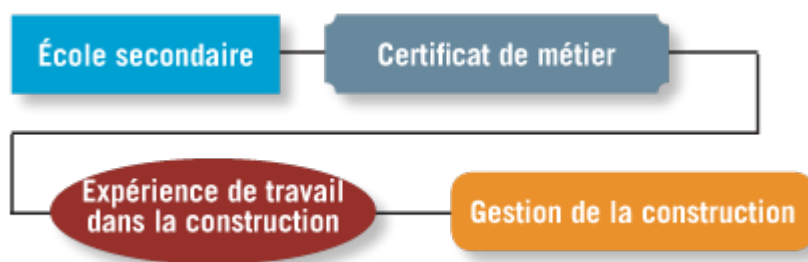 École secondaire
Certificat de métier
Expérience de travail
dans la construction
Gestion de la construction